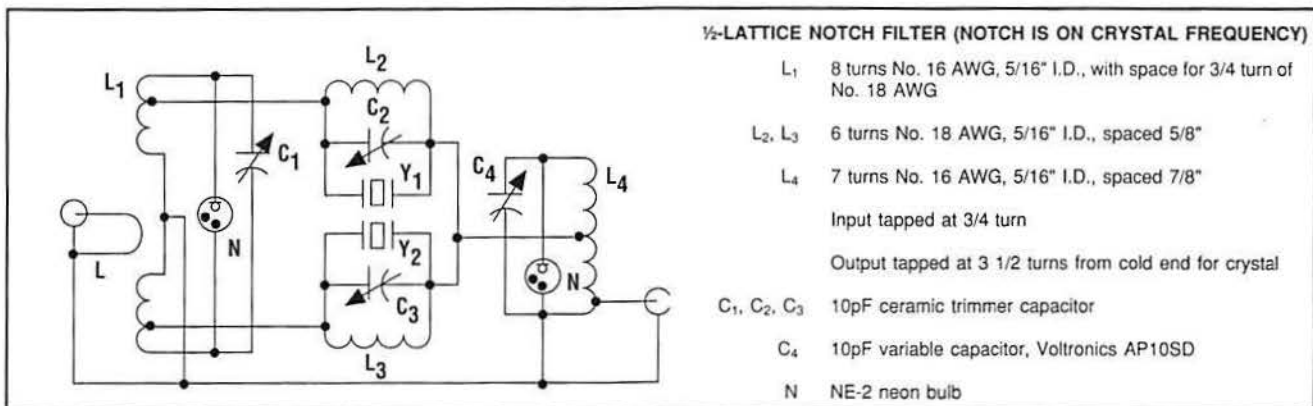 ½-LATTICE NOTCH FILTER (NOTCH IS ON CRYSTAL FREQUENCY)
L₁ 8 turns No. 16 AWG, 5/16" I.D., with space for 3/4 turn of
No. 18 AWG
L₂, L₃ 6 turns No. 18 AWG, 5/16" I.D., spaced 5/8"
L₄ 7 turns No. 16 AWG, 5/16" I.D., spaced 7/8"
Input tapped at 3/4 turn
Output tapped at 3 1/2 turns from cold end for crystal
C₁, C₂, C₃ 10pF ceramic trimmer capacitor
C₄ 10pF variable capacitor, Voltronics AP10SD
N NE-2 neon bulb
L₂
L₁
C₂
C₁
Y₁
C₄
L₄
N
Y₂
L
N
C₃
L₃